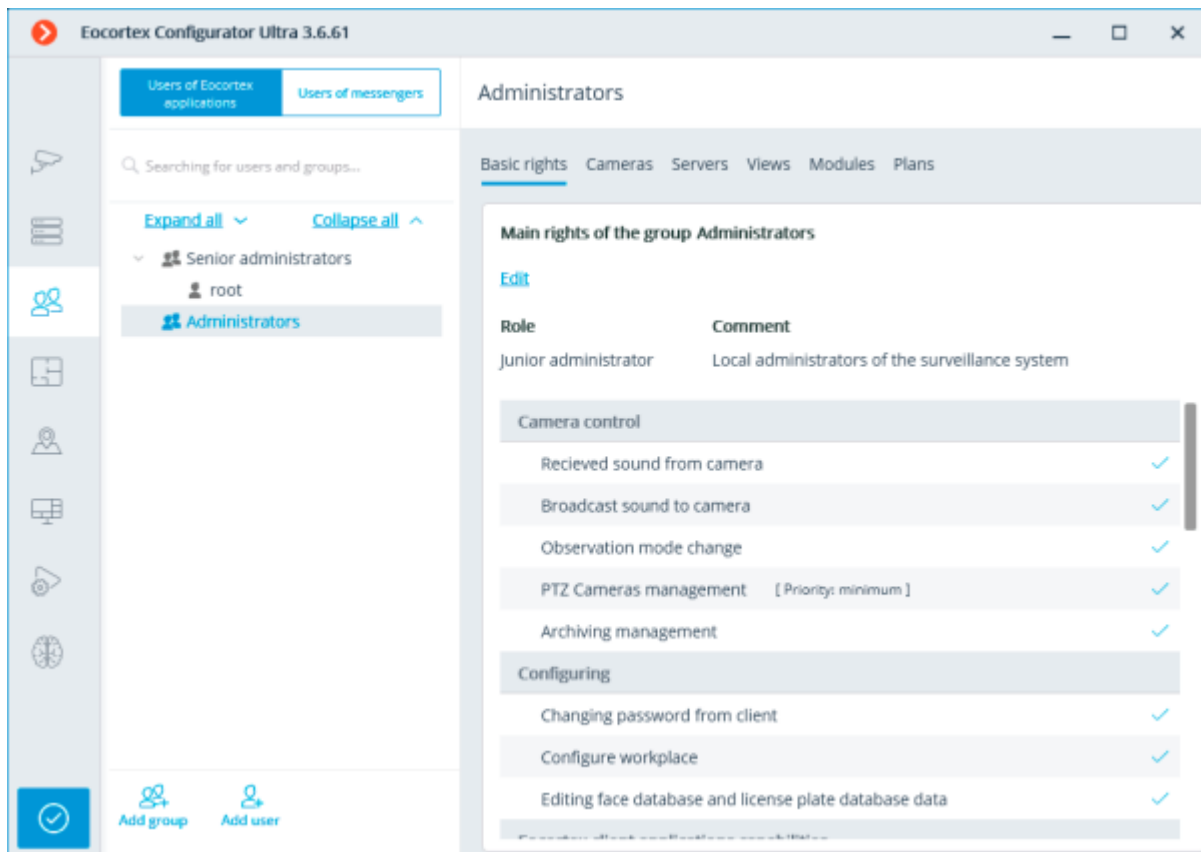 Eocortex Configurator Ultra 3.6.61
Users of Eocortex
applications
Users of messengers
Searching for users and groups...
Expand all
Collapse all
Senior administrators
root
Administrators
Add group
Add user
Administrators
Basic rights Cameras Servers Views Modules Plans
Main rights of the group Administrators
Edit
Role Comment
Junior administrator Local administrators of the surveillance system
Camera control
Recieved sound from camera
Broadcast sound to camera
Observation mode change
PTZ Cameras management [ Priority: minimum ]
Archiving management
Configuring
Changing password from client
Configure workplace
Editing face database and license plate database data
Eocortex client applications capabilities